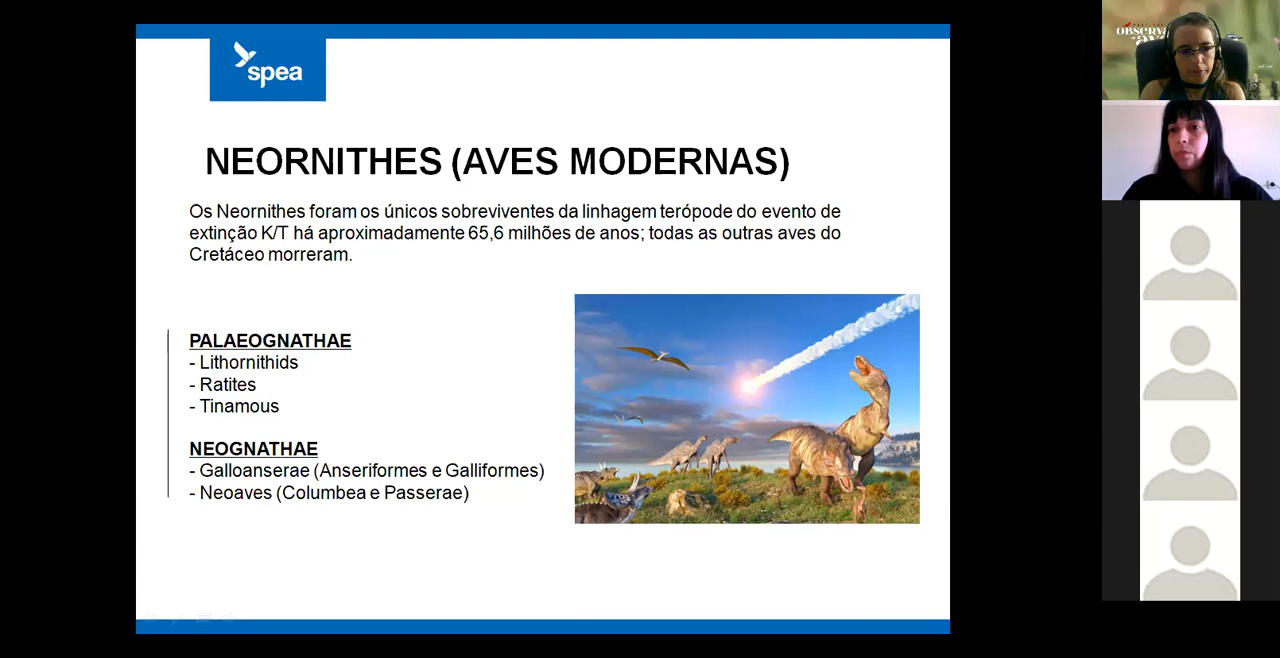 spea
NEORNITHES (AVES MODERNAS)
Os Neornithes foram os únicos sobreviventes da linhagem terópode do evento de
extinção K/T há aproximadamente 65,6 milhões de anos; todas as outras aves do
Cretáceo morreram.
PALAEOGNATHAE
- Lithornithids
- Ratites
- Tinamous
NEOGNATHAE
- Galloanserae (Anseriformes e Galliformes)
- Neoaves (Columbea e Passerae)